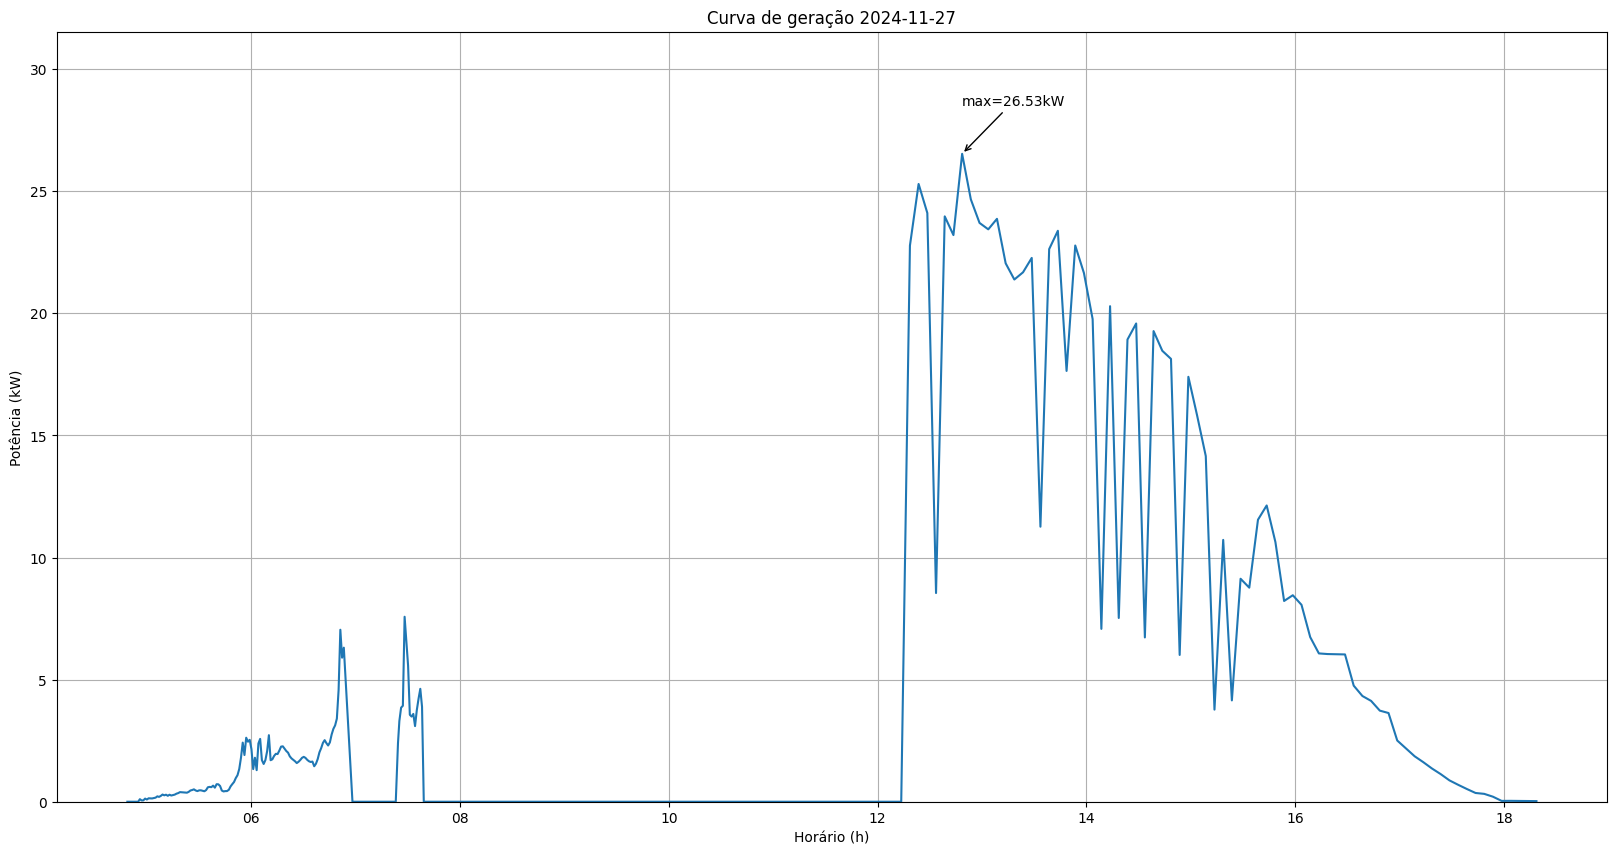 Curva de geração 2024-11-27
30
max=26.53kW
25
20
15
Potência (kW)
10
5
0
06 08 10 12 14 16 18
Horário (h)